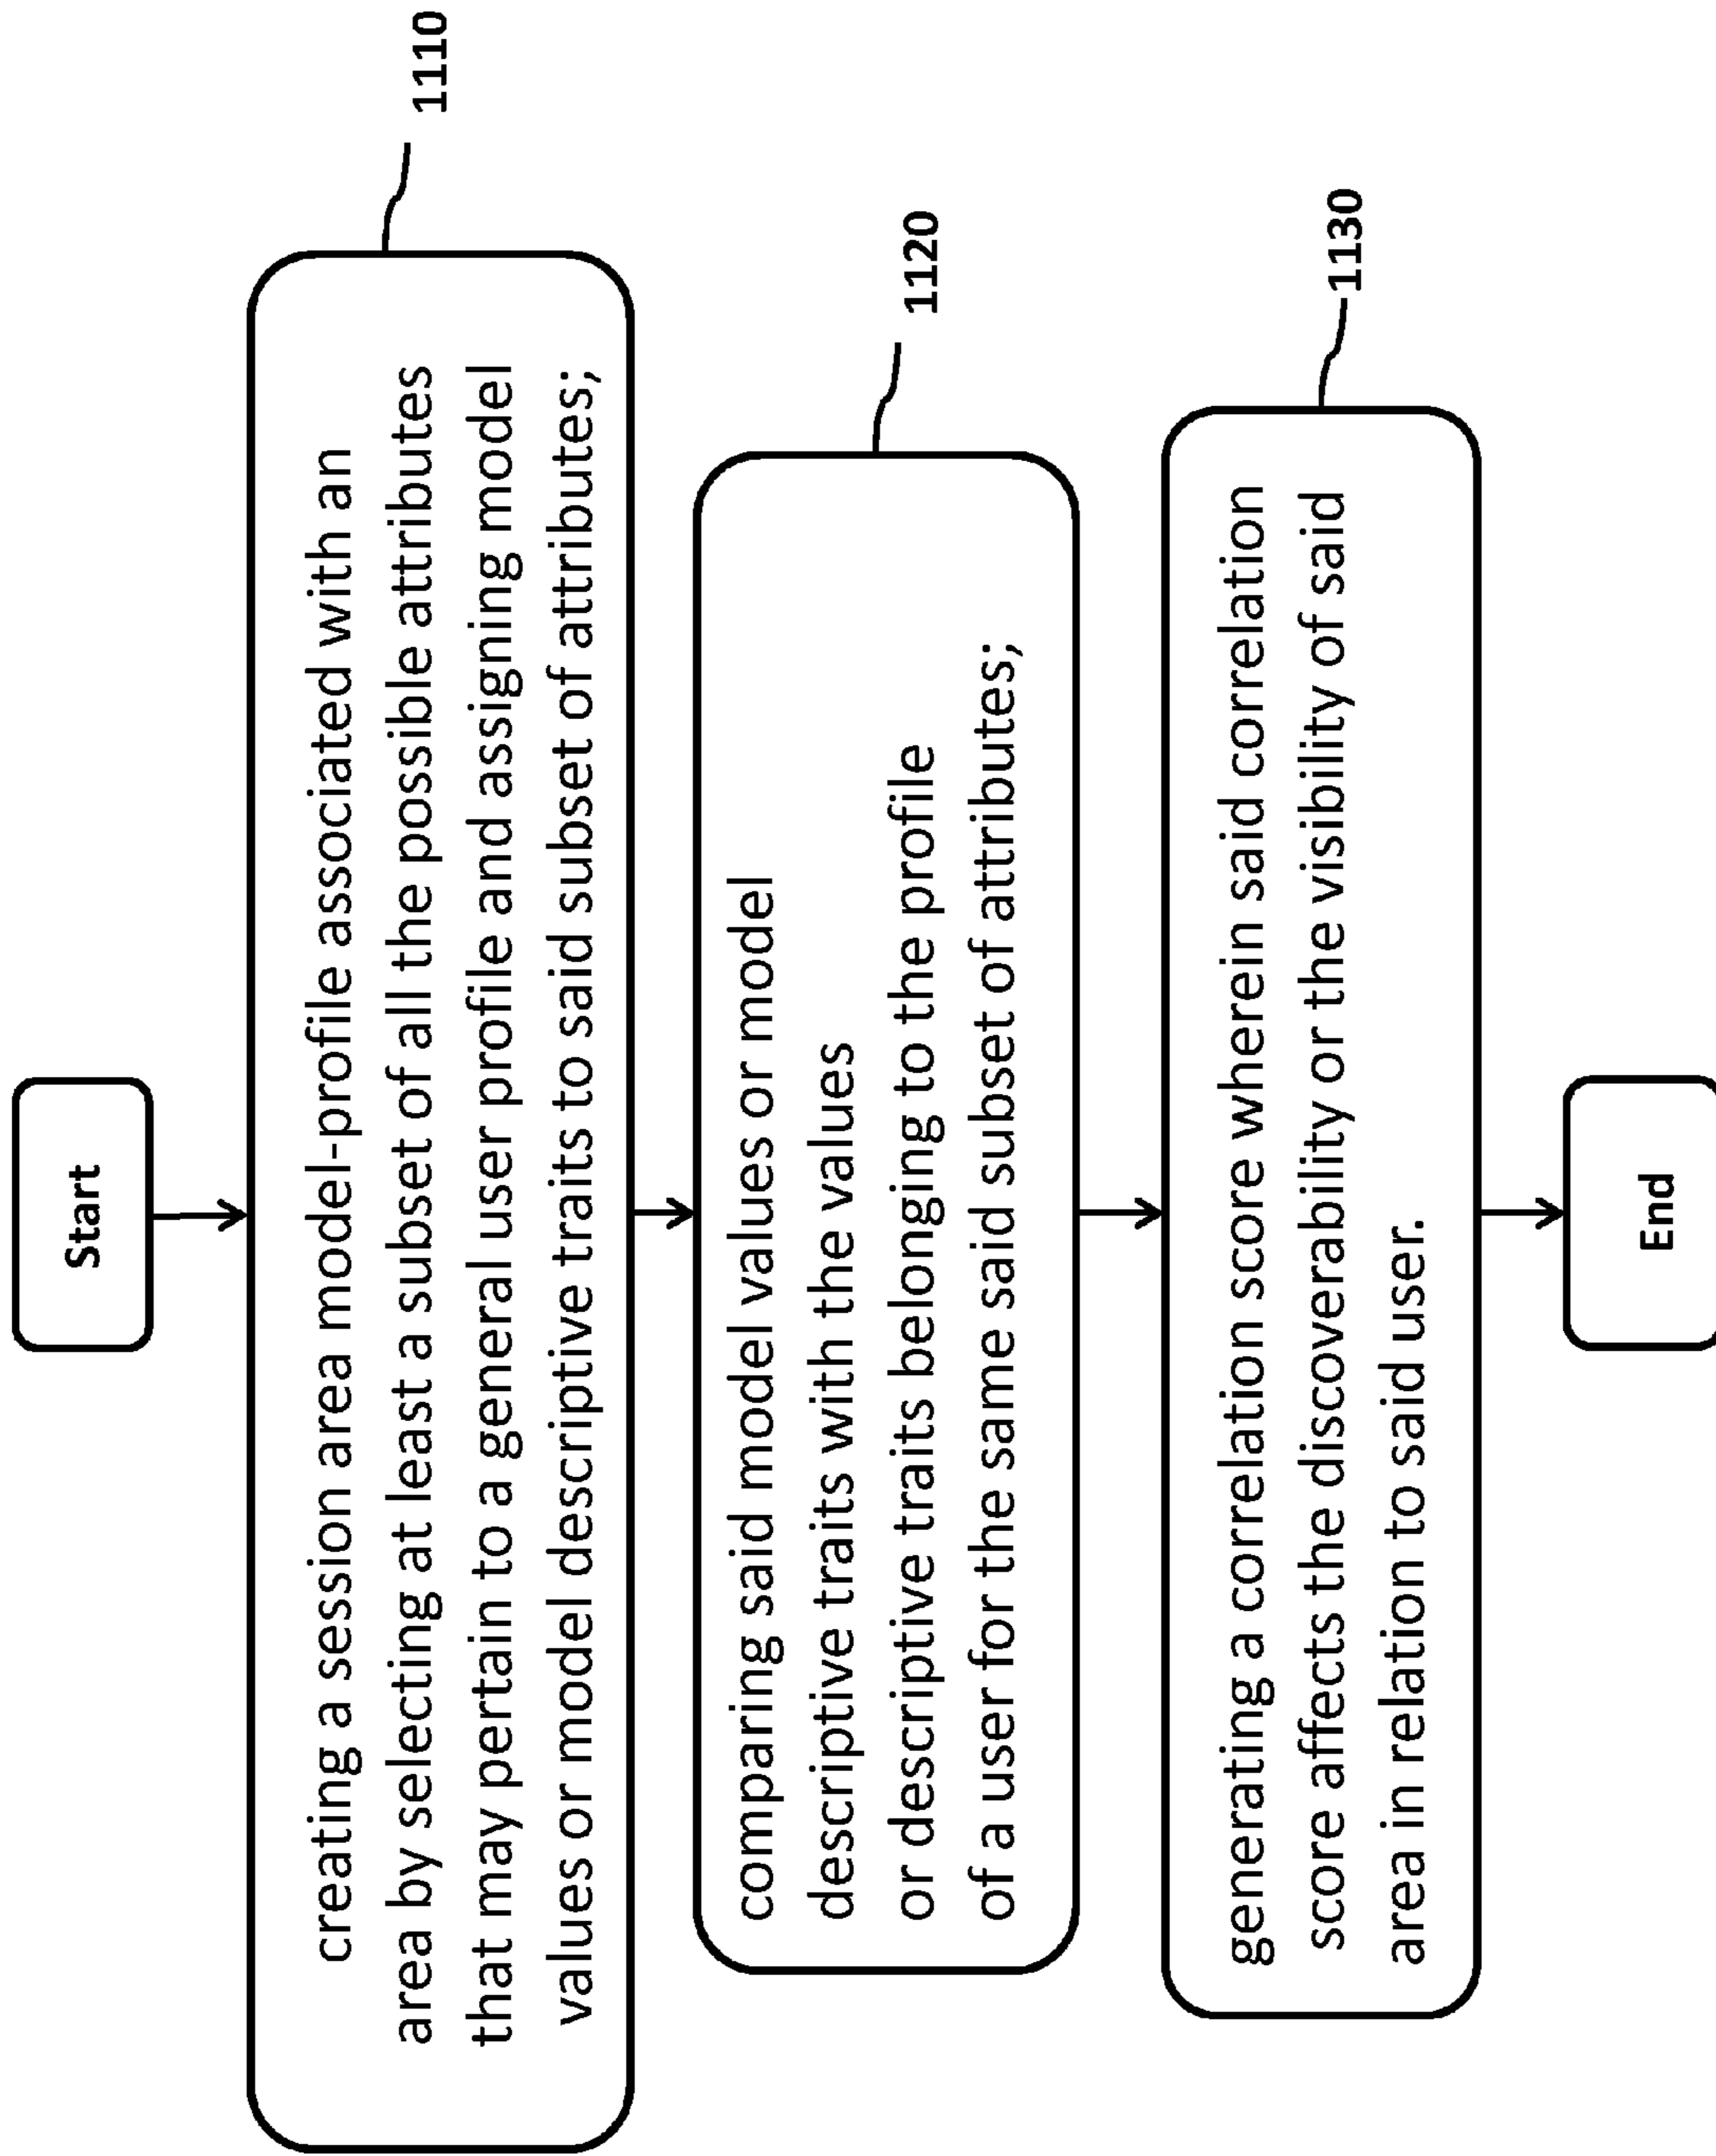 Start
creating a session area model-profile associated with an
area by selecting at least a subset of all the possible attributes
that may pertain to a general user profile and assigning model
values or model descriptive traits to said subset of attributes;
1110
comparing said model values or model
descriptive traits with the values
or descriptive traits belonging to the profile
of a user for the same said subset of attributes;
1120
generating a correlation score wherein said correlation
score affects the discoverability or the visibility of said
area in relation to said user.
1130
End